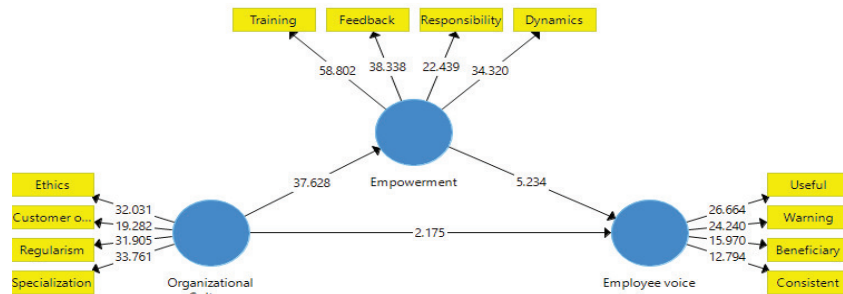 Training Feedback Responsibility Dynamics
58.802 38.338 22.439 34.320
Empowerment
37.628 5.234
2.175
Ethics
Customer o...
Regularism
Specialization
32.031
19.282
31.905
33.761
Organizational
Useful
Warning
Beneficiary
Consistent
26.664
24.240
15.970
12.794
Employee voice